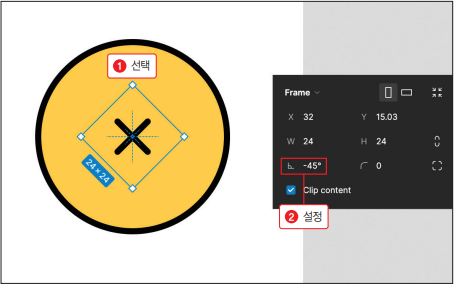 1 선택
24 × 24
Frame
X 32 Y 15.03
W 24 H 24
-45° 0
Clip content
2 설정